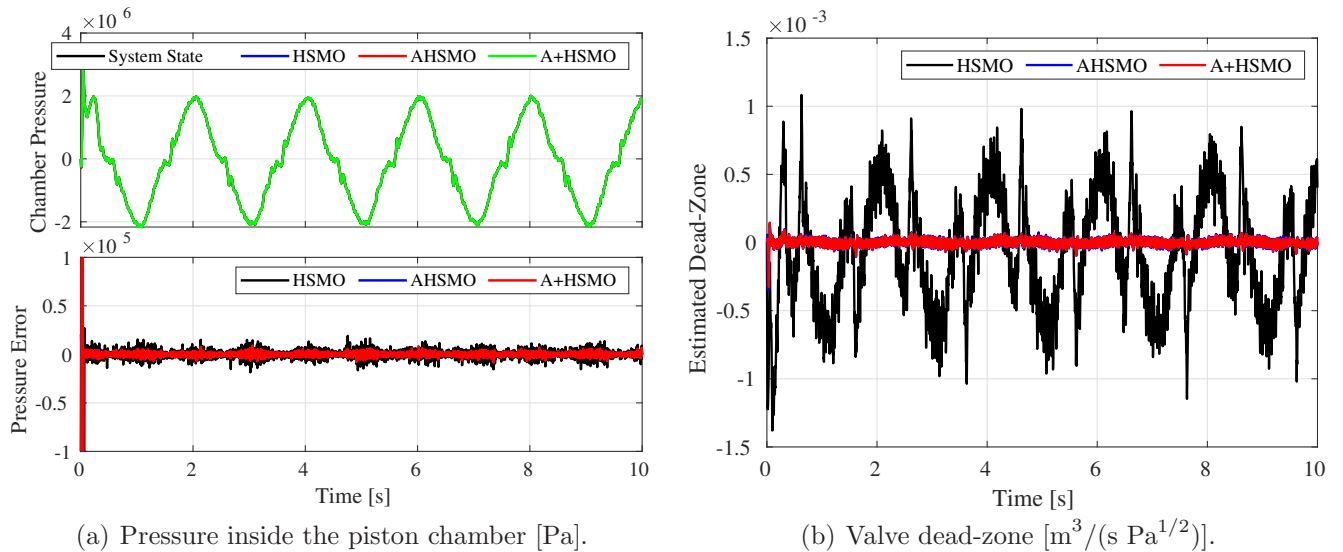 ×10^6
System State HSMO AHSMO A+HSMO
Chamber Pressure
2
0
-2
×10^5
HSMO AHSMO A+HSMO
Pressure Error
1
0.5
0
-0.5
-1
0 2 4 6 8 10
Time [s]
(a) Pressure inside the piston chamber [Pa].
×10^-3
HSMO AHSMO A+HSMO
Estimated Dead-Zone
1.5
1
0.5
0
-0.5
-1
-1.5
0 2 4 6 8 10
Time [s]
(b) Valve dead-zone [m^3/(s Pa^1/2)].